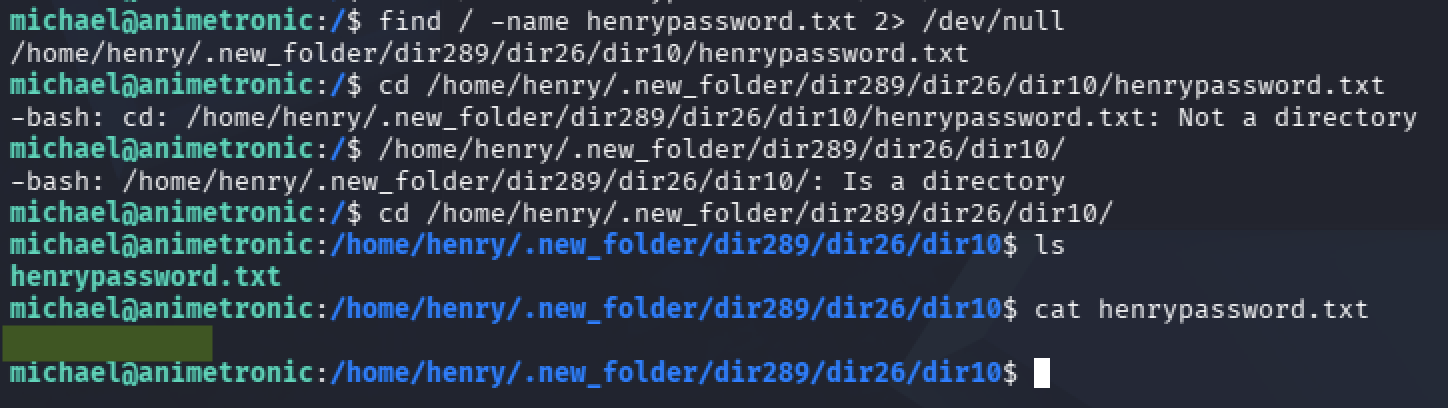 michael@animetronic:/$ find / -name henrypassword.txt 2> /dev/null
/home/henry/.new_folder/dir289/dir26/dir10/henrypassword.txt
michael@animetronic:/$ cd /home/henry/.new_folder/dir289/dir26/dir10/henrypassword.txt
-bash: cd: /home/henry/.new_folder/dir289/dir26/dir10/henrypassword.txt: Not a directory
michael@animetronic:/$ /home/henry/.new_folder/dir289/dir26/dir10/
-bash: /home/henry/.new_folder/dir289/dir26/dir10/: Is a directory
michael@animetronic:/$ cd /home/henry/.new_folder/dir289/dir26/dir10/
michael@animetronic:/home/henry/.new_folder/dir289/dir26/dir10$ ls
henrypassword.txt
michael@animetronic:/home/henry/.new_folder/dir289/dir26/dir10$ cat henrypassword.txt
michael@animetronic:/home/henry/.new_folder/dir289/dir26/dir10$